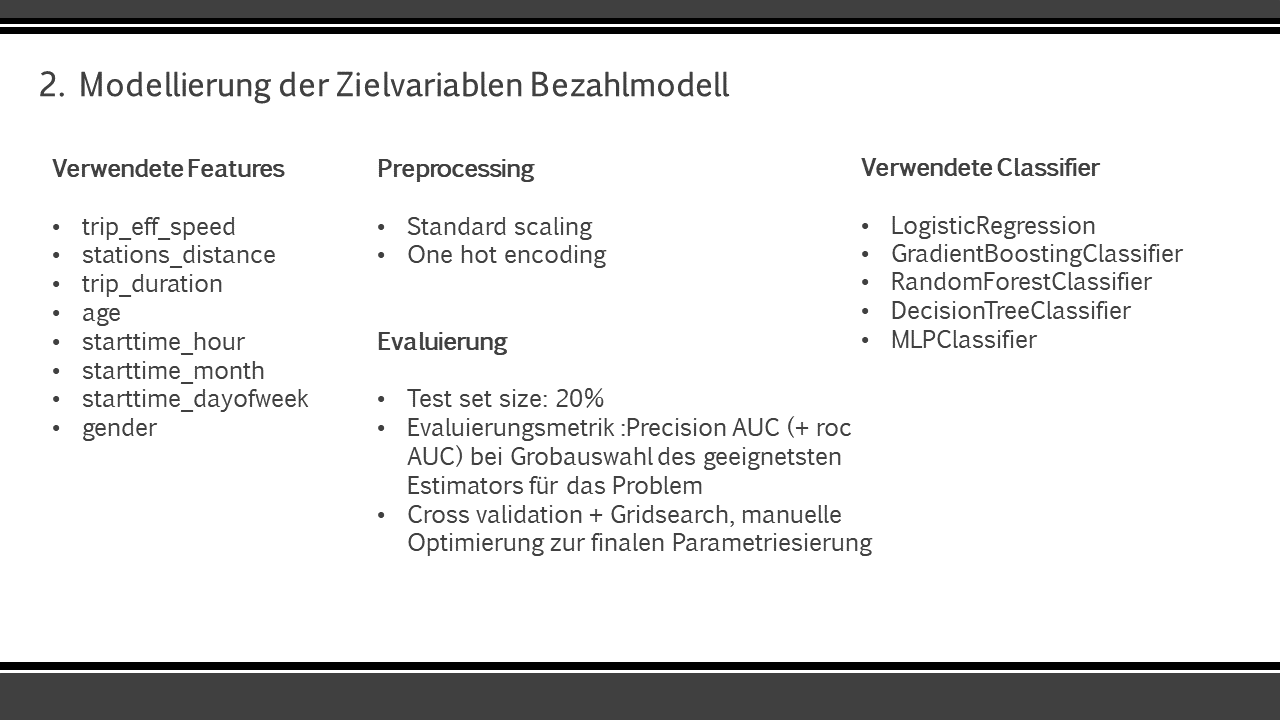 2. Modellierung der Zielvariablen Bezahlmodell
Verwendete Features
• trip_eff_speed
• stations_distance
• trip_duration
• age
• starttime_hour
• starttime_month
• starttime_dayofweek
• gender
Preprocessing
• Standard scaling
• One hot encoding
Evaluierung
• Test set size: 20%
• Evaluierungsmetrik :Precision AUC (+ roc
AUC) bei Grobauswahl des geeignetsten
Estimators für das Problem
• Cross validation + Gridsearch, manuelle
Optimierung zur finalen Parametriesierung
Verwendete Classifier
• LogisticRegression
• GradientBoostingClassifier
• RandomForestClassifier
• DecisionTreeClassifier
• MLPClassifier